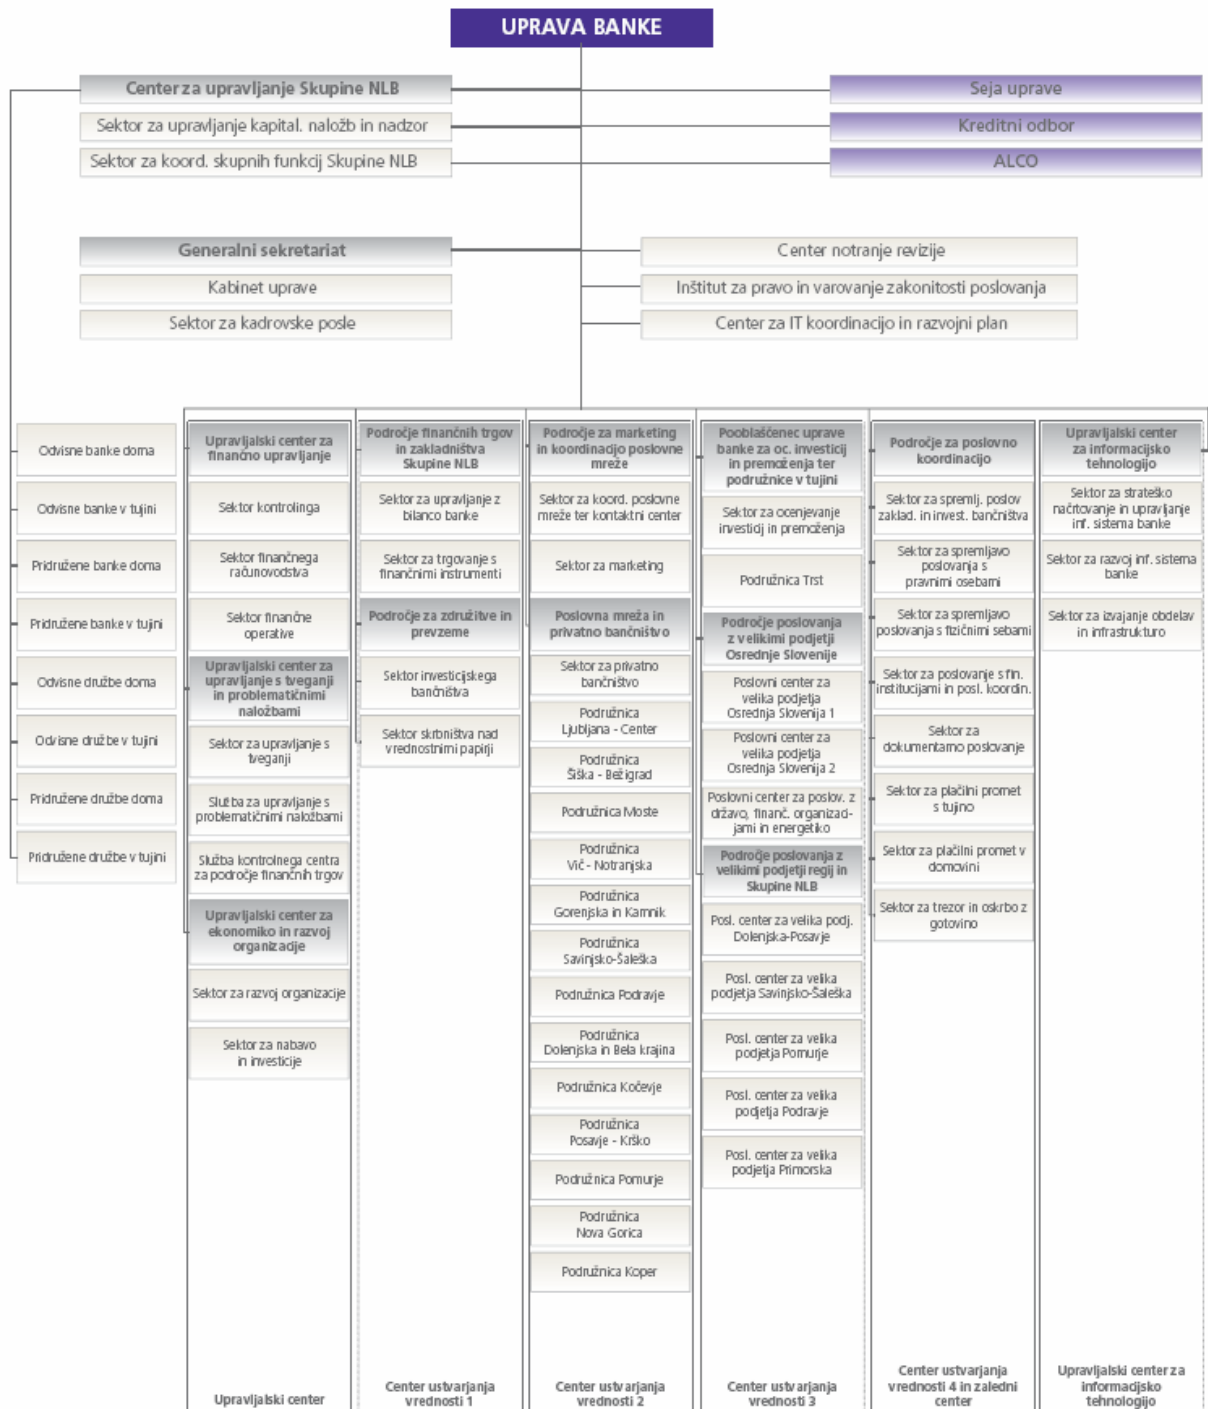 UPRAVA BANKE
Center za upravljanje Skupine NLB
Sektor za upravljanje kapital. naložb in nadzor
Sektor za koord. skupnih funkcij Skupine NLB
Seja uprave
Kreditni odbor
ALCO
Generalni sekretariat
Kabinet uprave
Sektor za kadrovske posle
Center notranje revizije
Inštitut za pravo in varovanje zakonitosti poslovanja
Center za IT koordinacijo in razvojni plan
Odvisne banke doma
Odvisne banke v tujini
Pridružene banke doma
Pridružene banke v tujini
Odvisne družbe doma
Odvisne družbe v tujini
Pridružene družbe doma
Pridružene družbe v tujini
Upravljalski center za
finančno upravljanje
Sektor kontrolinga
Sektor finančnega
računovodstva
Sektor finančne
operative
Upravljalski center za
upravljanje s tveganji
in problematičnimi
naložbami
Sektor za upravljanje s
tveganji
Služba za upravljanje s
problematičnimi naložbami
Služba kontrolnega centra
za področje finančnih trgov
Upravljalski center za
ekonomiko in razvoj
organizacije
Sektor za razvoj organizacije
Sektor za nabavo
in investicije
Upravljalski center
Področje finančnih trgov
in zakladništva
Skupine NLB
Sektor za upravljanje z
bilanco banke
Sektor za trgovanje s
finančnimi instrumenti
Področje za združitve in
prevzeme
Sektor investicijskega
bančništva
Sektor skrbništva nad
vrednostnimi papirji
Center ustvarjanja
vrednosti 1
Področje za marketing
in koordinacijo poslovne
mreže
Sektor za koord. poslovne
mreže ter kontaktni center
Sektor za marketing
Poslovna mreža in
privatno bančništvo
Sektor za privatno
bančništvo
Podružnica
Ljubljana - Center
Podružnica
Šiška - Bežigrad
Podružnica Moste
Podružnica
Vič - Notranjska
Podružnica
Gorenjska in Kamnik
Podružnica
Savinjsko-Šaleška
Podružnica Podravje
Podružnica
Dolenjska in Bela krajina
Podružnica Kočevje
Podružnica
Posavje - Krško
Podružnica Pomurje
Podružnica
Nova Gorica
Podružnica Koper
Center ustvarjanja
vrednosti 2
Pooblaščenec uprave
banke za oc. investicij
in premoženja ter
podružnice v tujini
Sektor za ocenjevanje
investicij in premoženja
Podružnica Trst
Področje poslovanja
z velikimi podjetji
Osrednje Slovenije
Poslovni center za
velika podjetja
Osrednja Slovenija 1
Poslovni center za
velika podjetja
Osrednja Slovenija 2
Poslovni center za poslov. z
državo, finanč. organizaci-
jami in energetiko
Področje poslovanja z
velikimi podjetji regij in
Skupine NLB
Posl. center za velika podj.
Dolenjska-Posavje
Posl. center za velika
podjetja Savinjsko-Šaleška
Posl. center za velika
podjetja Pomurje
Posl. center za velika
podjetja Podravje
Posl. center za velika
podjetja Primorska
Center ustvarjanja
vrednosti 3
Področje za poslovno
koordinacijo
Sektor za spremlj. poslov
zaklad. in invest. bančništva
Sektor za spremljavo
poslovanja s
pravnimi osebami
Sektor za spremljavo
poslovanja s fizičnimi sebami
Sektor za poslovanje s fin.
institucijami in posl. koordin.
Sektor za
dokumentarno poslovanje
Sektor za plačilni promet
s tujino
Sektor za plačilni promet v
domovini
Sektor za trezor in oskrbo z
gotovino
Center ustvarjanja
vrednosti 4 in zaledni
center
Upravljalski center
za informacijsko
tehnologijo
Sektor za strateško
načrtovanje in upravljanje
inf. sistema banke
Sektor za razvoj inf. sistema
banke
Sektor za izvajanje obdelav
in infrastrukturo
Upravljalski center za
informacijsko
tehnologijo